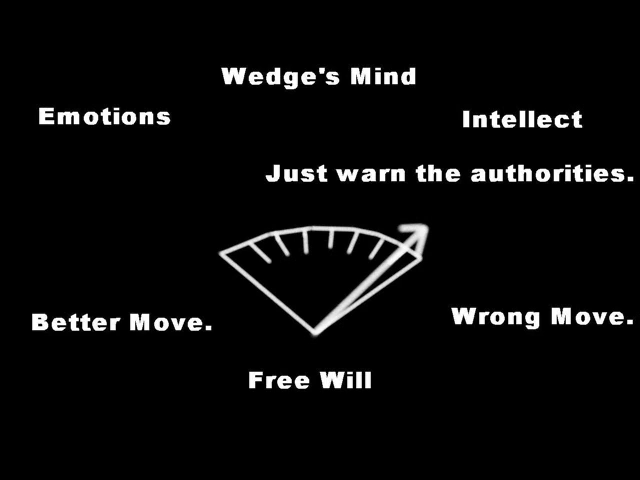 Wedge's Mind
Emotions
Intellect
Just warn the authorities.
Better Move.
Wrong Move.
Free Will